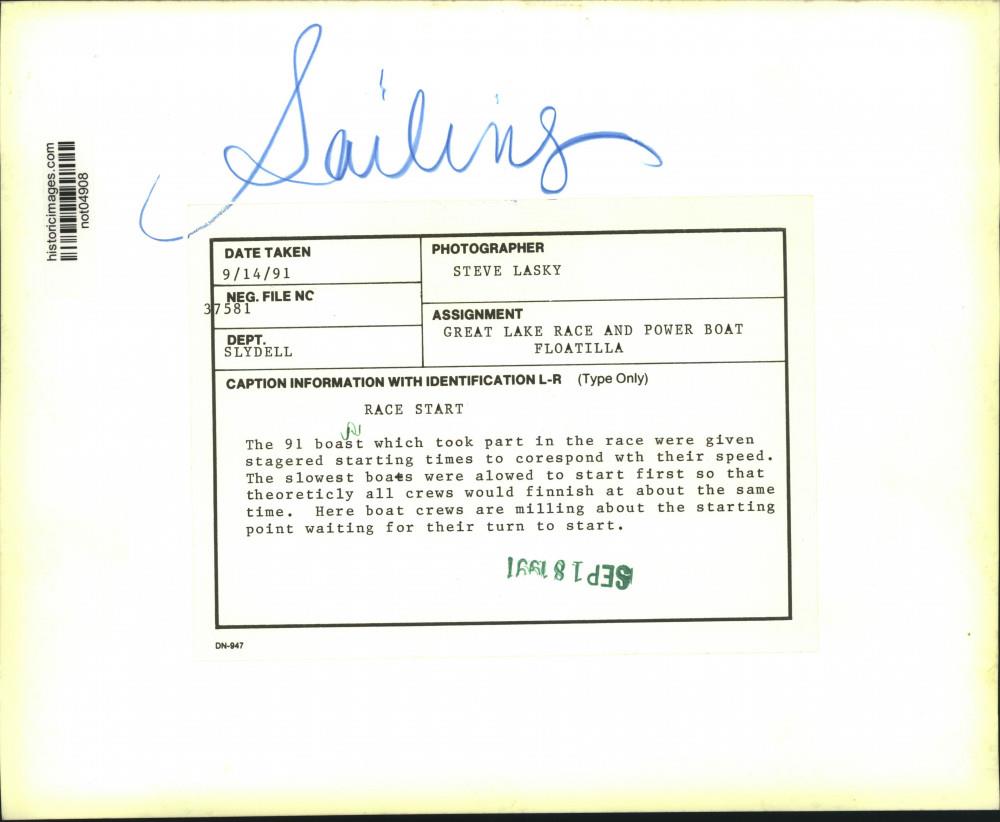 Sailing
historicimages.com
not04908
DATE TAKEN
9/14/91
PHOTOGRAPHER
STEVE LASKY
NEG. FILE NO
37581
ASSIGNMENT
GREAT LAKE RACE AND POWER BOAT
FLOATILLA
DEPT.
SLYDELL
CAPTION INFORMATION WITH IDENTIFICATION L-R (Type Only)
RACE START
The 91 boast which took part in the race were given
stagered starting times to corespond wth their speed.
The slowest boats were alowed to start first so that
theoreticly all crews would finnish at about the same
time. Here boat crews are milling about the starting
point waiting for their turn to start.
SEP 18 1991
DN-947